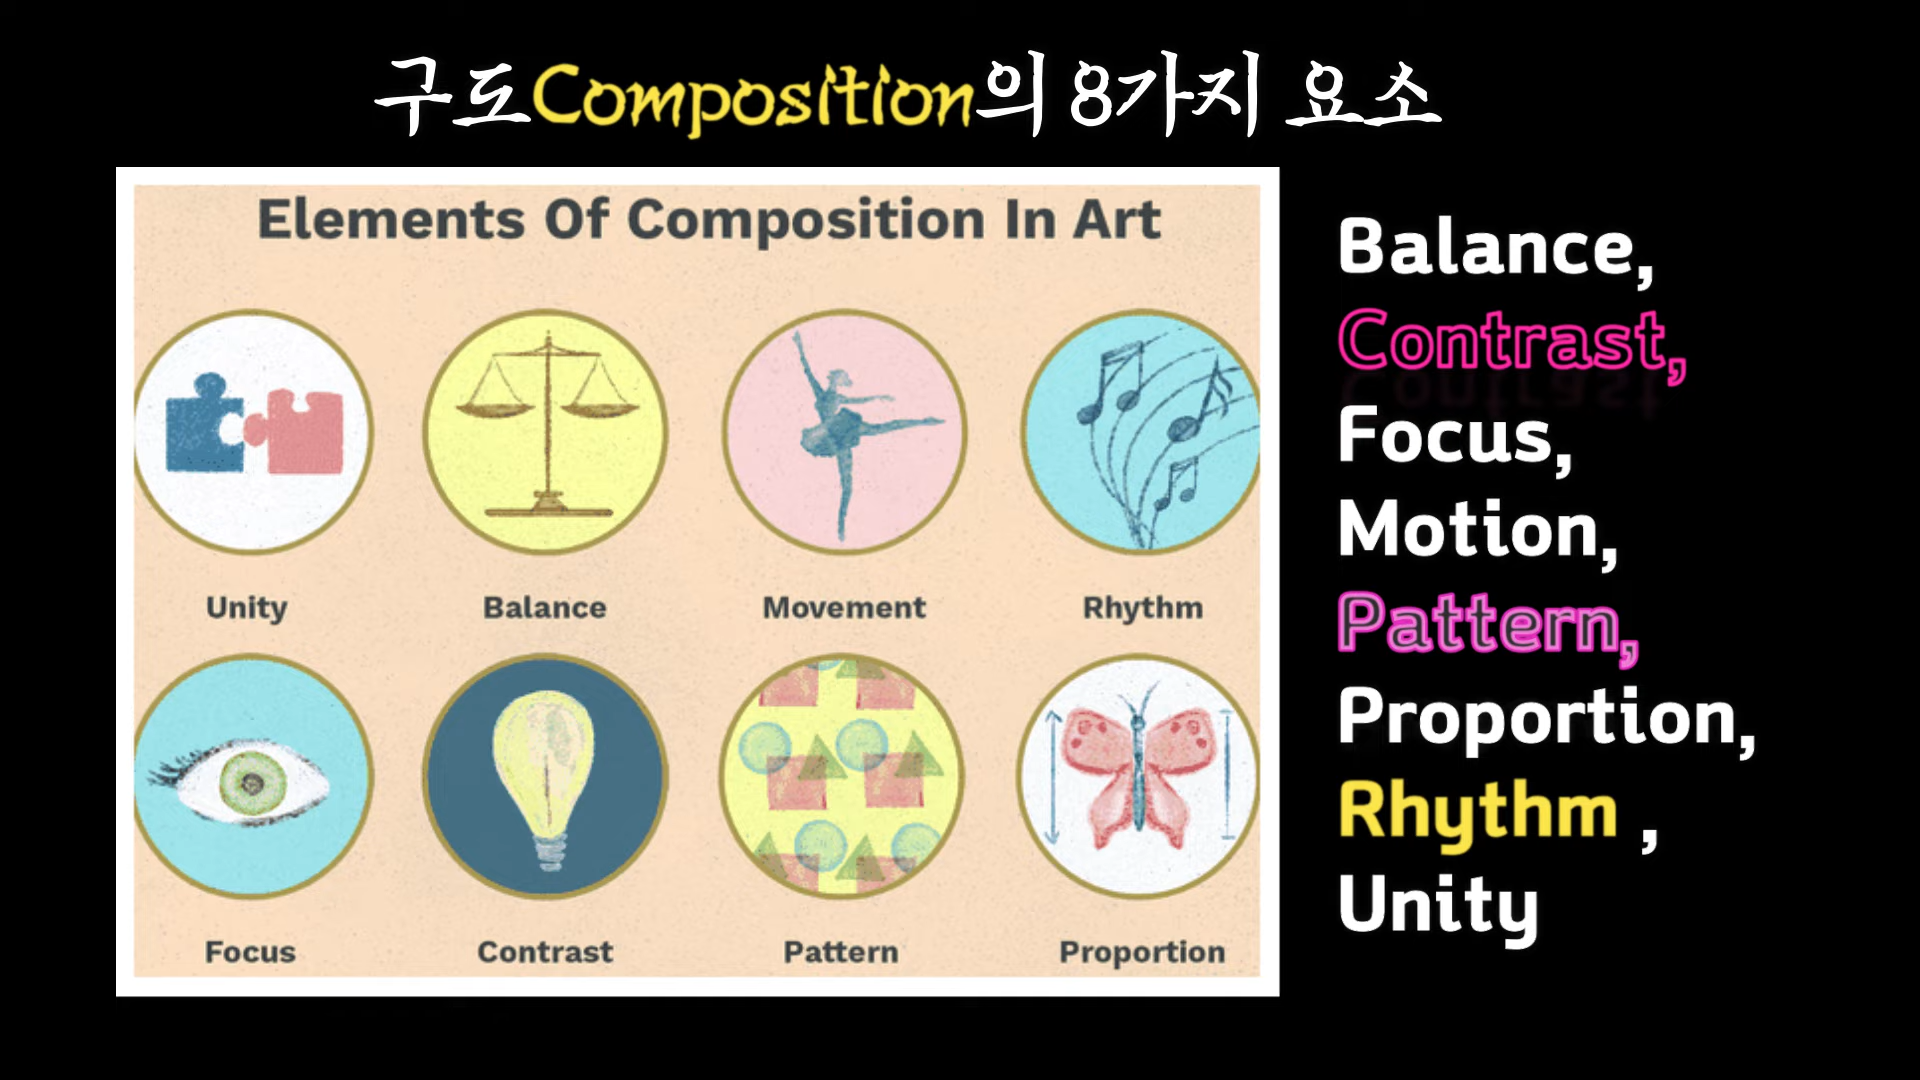 구도Composition의 8가지 요소
Elements Of Composition In Art
Unity
Balance
Movement
Rhythm
Focus
Contrast
Pattern
Proportion
Balance,
Contrast,
Focus,
Motion,
Pattern,
Proportion,
Rhythm ,
Unity